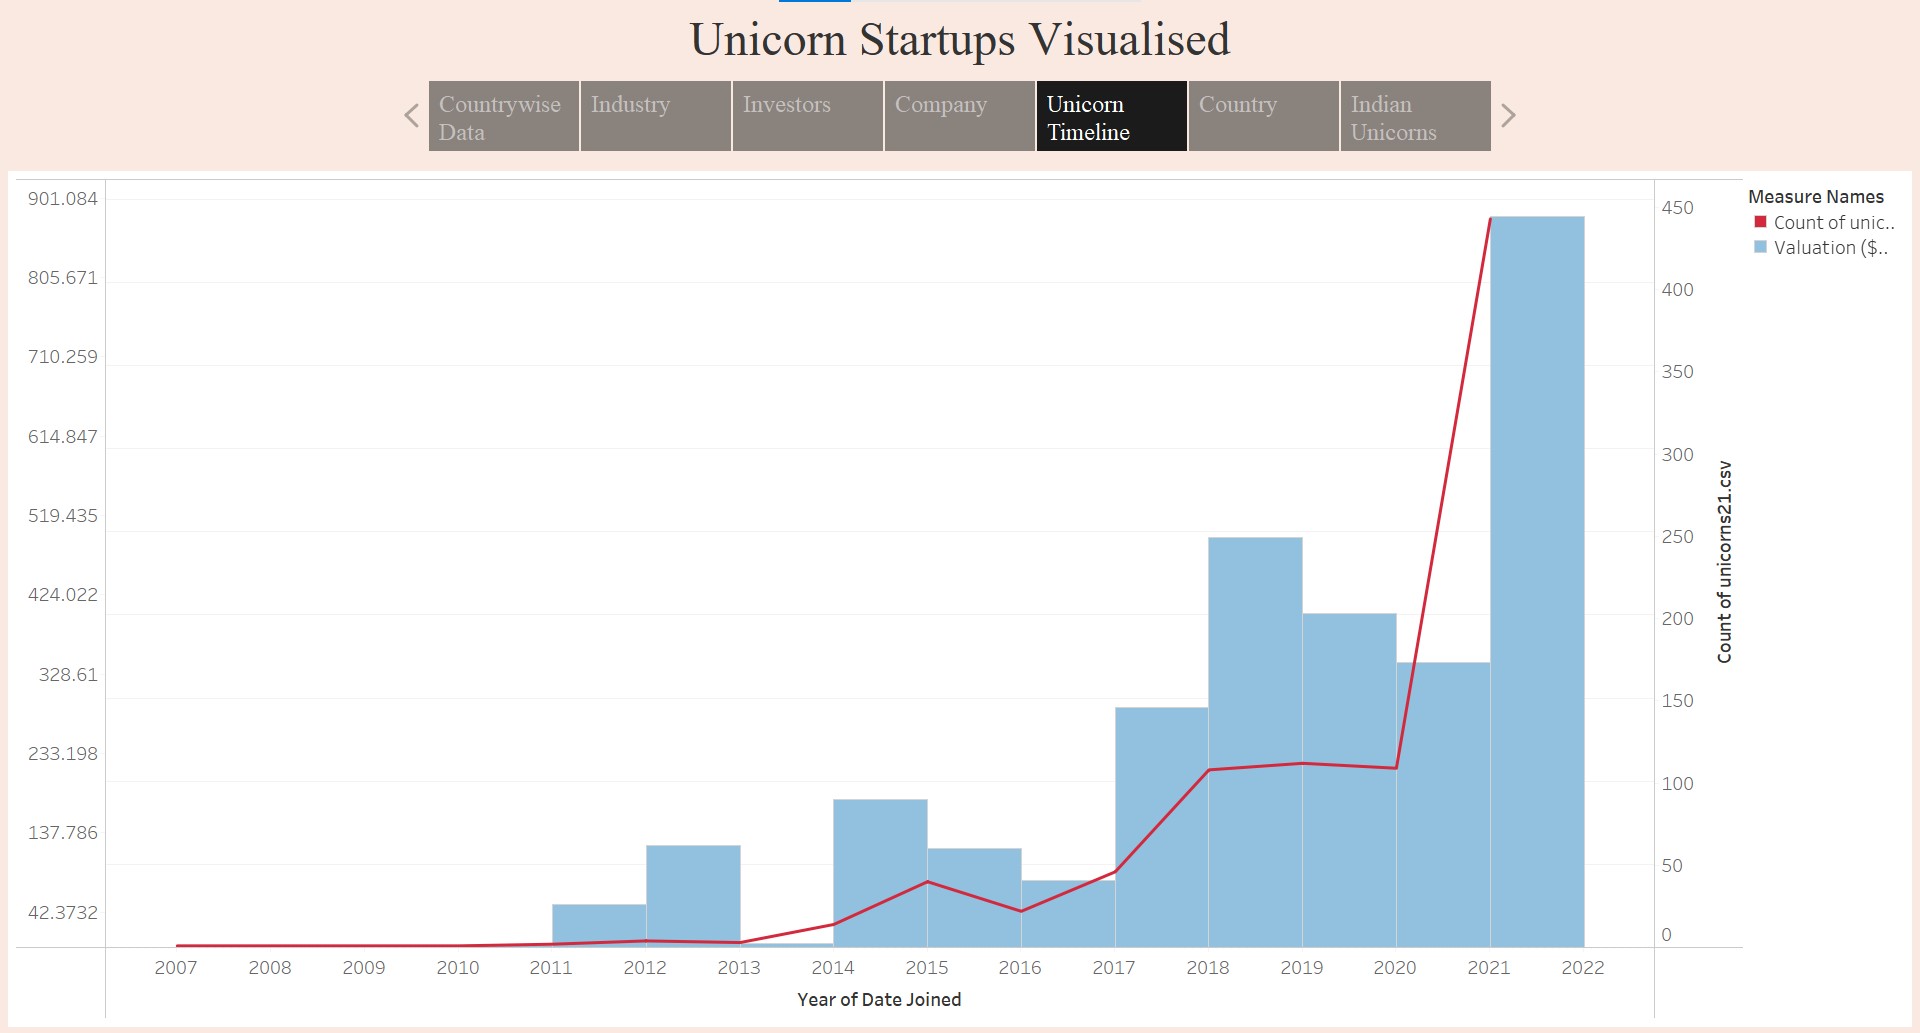 Unicorn Startups Visualised
Countrywise
Data
Industry
Investors
Company
Unicorn
Timeline
Country
Indian
Unicorns
901.084
805.671
710.259
614.847
519.435
424.022
328.61
233.198
137.786
42.3732
2007
2008
2009
2010
2011
2012
2013
2014
2015
2016
2017
2018
2019
2020
2021
2022
Year of Date Joined
450
400
350
300
250
200
150
100
50
0
Count of unicorns21.csv
Measure Names
Count of unic..
Valuation ($..